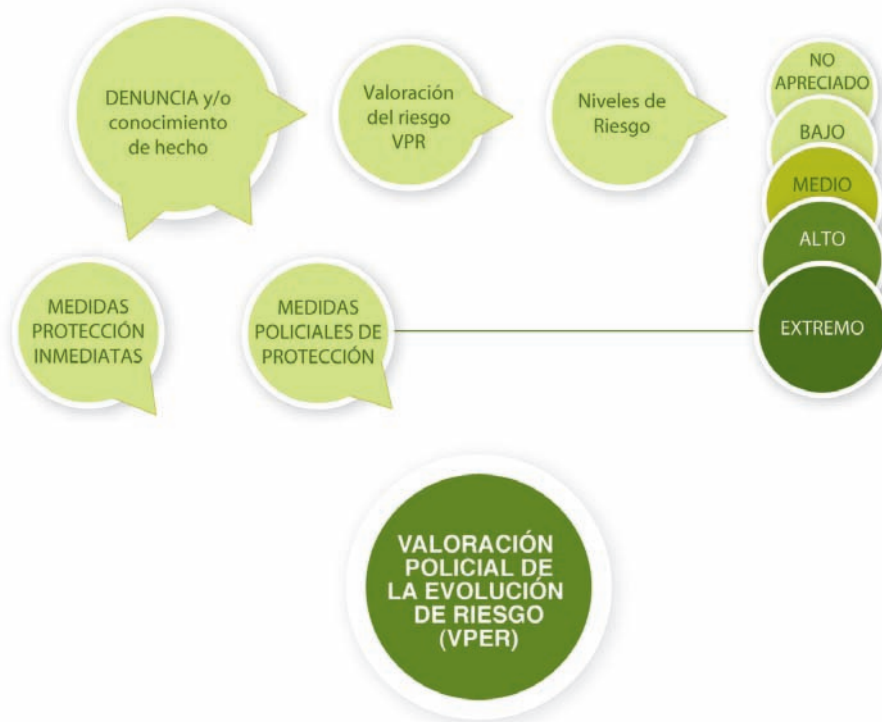 DENUNCIA y/o
conocimiento
de hecho
Valoración
del riesgo
VPR
Niveles de
Riesgo
NO
APRECIADO
BAJO
MEDIO
ALTO
EXTREMO
MEDIDAS
PROTECCIÓN
INMEDIATAS
MEDIDAS
POLICIALES DE
PROTECCIÓN
VALORACIÓN
POLICIAL DE
LA EVOLUCIÓN
DE RIESGO
(VPER)